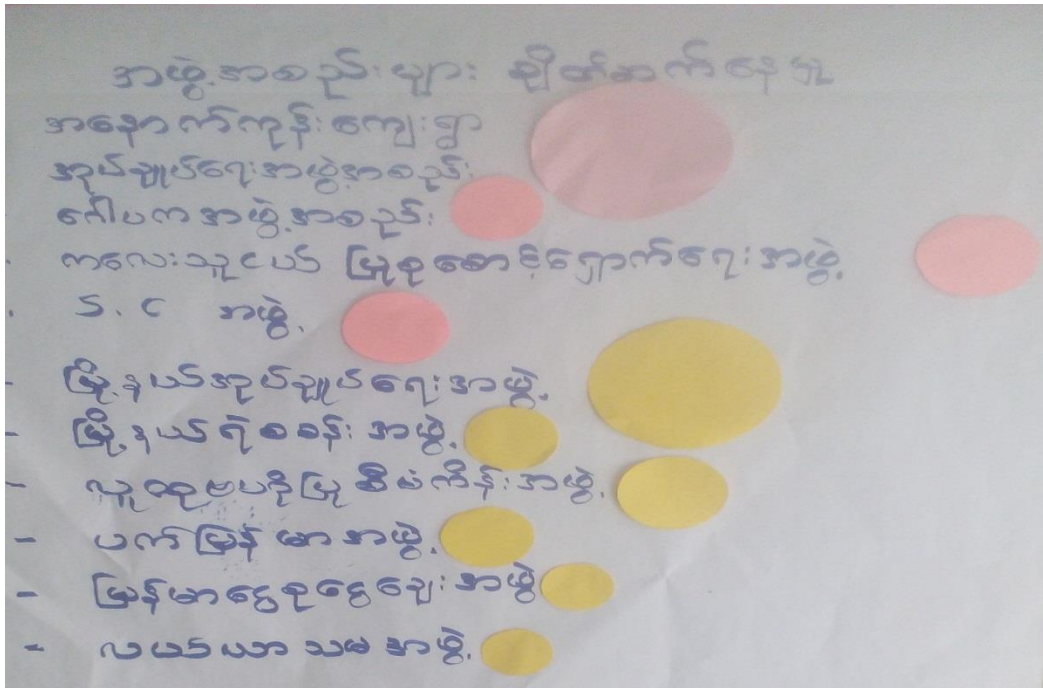 အဖွဲ့အစည်းများ ချိတ်ဆက်နေမှု
အနောက်ကုန်းကျေးရွာ
အုပ်ချုပ်ရေးအဖွဲ့အစည်း
ဂေါပကအဖွဲ့အစည်း
ကလေးသူငယ် ပြုစုစောင့်ရှောက်ရေးအဖွဲ့
S. C အဖွဲ့
- မြို့နယ်အုပ်ချုပ်ရေးအဖွဲ့
- မြို့နယ်ရဲစခန်းအဖွဲ့
- လူထုဗဟိုပြု စီမံကိန်းအဖွဲ့
- ပက်မြန်မာအဖွဲ့
- မြန်မာငွေစုငွေချေးအဖွဲ့
- လယ်ယာသမအဖွဲ့